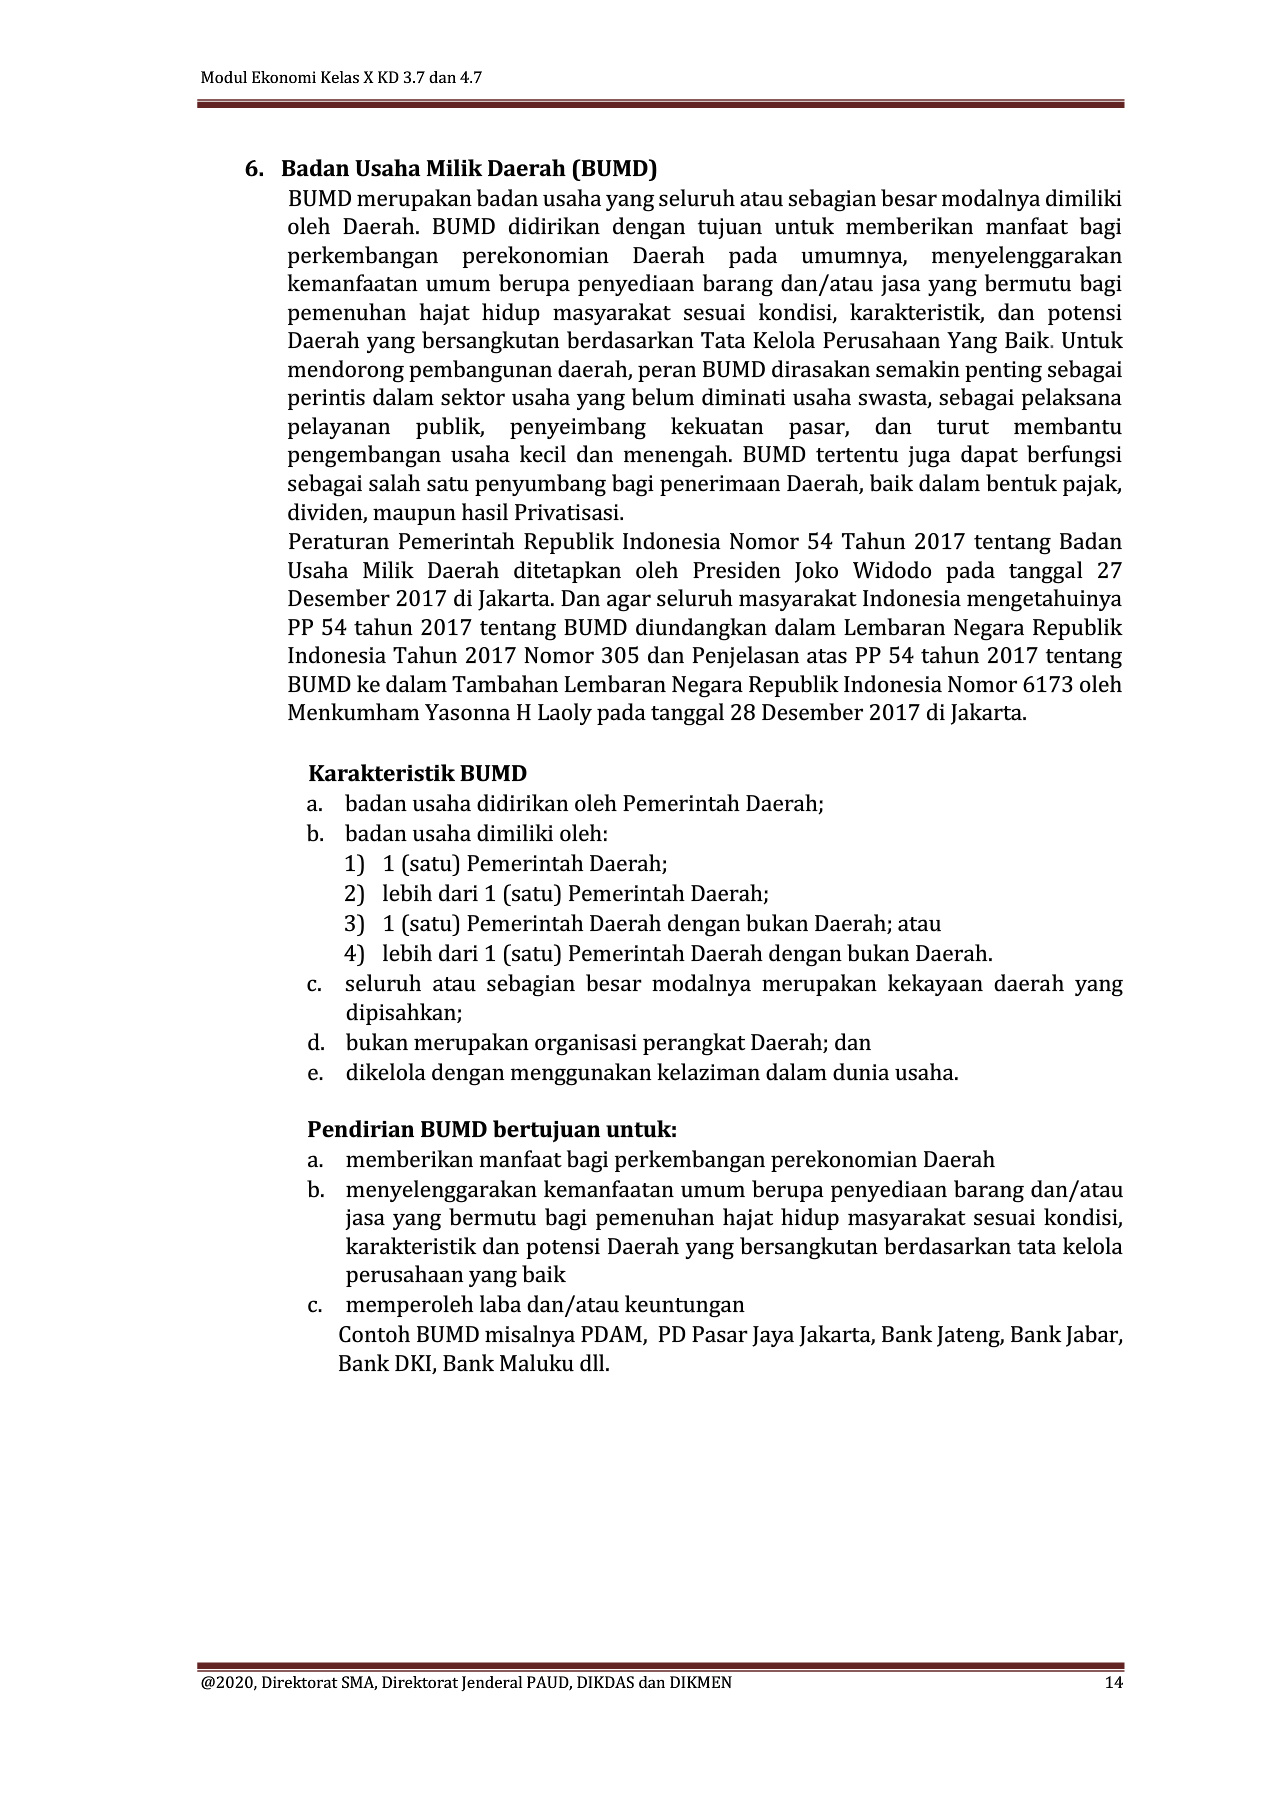 Modul Ekonomi Kelas X KD 3.7 dan 4.7
6. Badan Usaha Milik Daerah (BUMD)
BUMD merupakan badan usaha yang seluruh atau sebagian besar modalnya dimiliki
oleh Daerah. BUMD didirikan dengan tujuan untuk memberikan manfaat bagi
perkembangan perekonomian Daerah pada umumnya, menyelenggarakan
kemanfaatan umum berupa penyediaan barang dan/atau jasa yang bermutu bagi
pemenuhan hajat hidup masyarakat sesuai kondisi, karakteristik, dan potensi
Daerah yang bersangkutan berdasarkan Tata Kelola Perusahaan Yang Baik. Untuk
mendorong pembangunan daerah, peran BUMD dirasakan semakin penting sebagai
perintis dalam sektor usaha yang belum diminati usaha swasta, sebagai pelaksana
pelayanan publik, penyeimbang kekuatan pasar, dan turut membantu
pengembangan usaha kecil dan menengah. BUMD tertentu juga dapat berfungsi
sebagai salah satu penyumbang bagi penerimaan Daerah, baik dalam bentuk pajak,
dividen, maupun hasil Privatisasi.
Peraturan Pemerintah Republik Indonesia Nomor 54 Tahun 2017 tentang Badan
Usaha Milik Daerah ditetapkan oleh Presiden Joko Widodo pada tanggal 27
Desember 2017 di Jakarta. Dan agar seluruh masyarakat Indonesia mengetahuinya
PP 54 tahun 2017 tentang BUMD diundangkan dalam Lembaran Negara Republik
Indonesia Tahun 2017 Nomor 305 dan Penjelasan atas PP 54 tahun 2017 tentang
BUMD ke dalam Tambahan Lembaran Negara Republik Indonesia Nomor 6173 oleh
Menkumham Yasonna H Laoly pada tanggal 28 Desember 2017 di Jakarta.
Karakteristik BUMD
a. badan usaha didirikan oleh Pemerintah Daerah;
b. badan usaha dimiliki oleh:
1) 1 (satu) Pemerintah Daerah;
2) lebih dari 1 (satu) Pemerintah Daerah;
3) 1 (satu) Pemerintah Daerah dengan bukan Daerah; atau
4) lebih dari 1 (satu) Pemerintah Daerah dengan bukan Daerah.
c. seluruh atau sebagian besar modalnya merupakan kekayaan daerah yang
dipisahkan;
d. bukan merupakan organisasi perangkat Daerah; dan
e. dikelola dengan menggunakan kelaziman dalam dunia usaha.
Pendirian BUMD bertujuan untuk:
a. memberikan manfaat bagi perkembangan perekonomian Daerah
b. menyelenggarakan kemanfaatan umum berupa penyediaan barang dan/atau
jasa yang bermutu bagi pemenuhan hajat hidup masyarakat sesuai kondisi,
karakteristik dan potensi Daerah yang bersangkutan berdasarkan tata kelola
perusahaan yang baik
c. memperoleh laba dan/atau keuntungan
Contoh BUMD misalnya PDAM, PD Pasar Jaya Jakarta, Bank Jateng, Bank Jabar,
Bank DKI, Bank Maluku dll.
@2020, Direktorat SMA, Direktorat Jenderal PAUD, DIKDAS dan DIKMEN 14